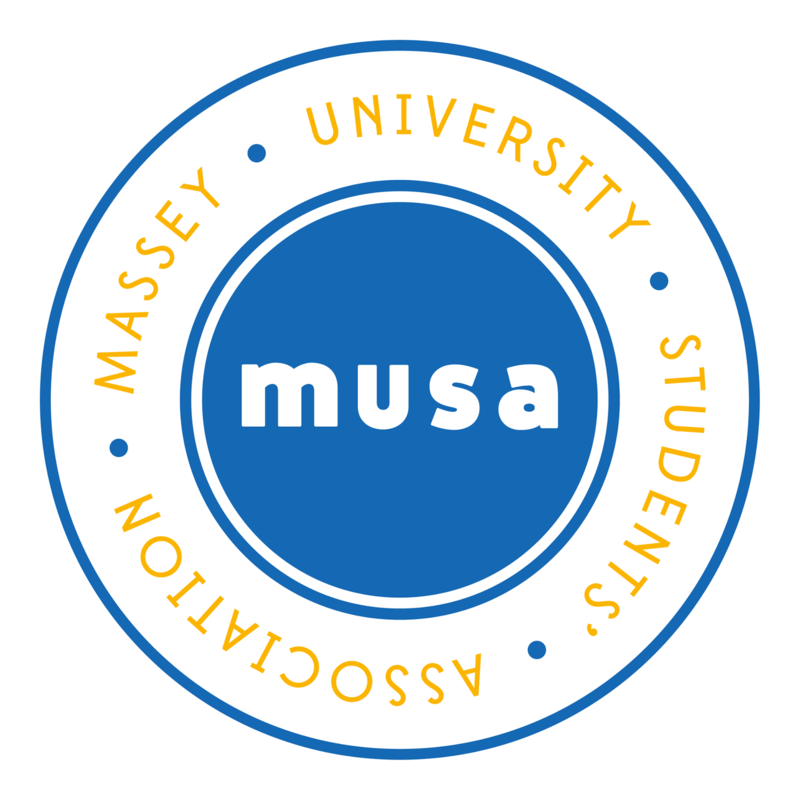 MASSEY • UNIVERSITY • STUDENTS' • ASSOCIATION •
musa